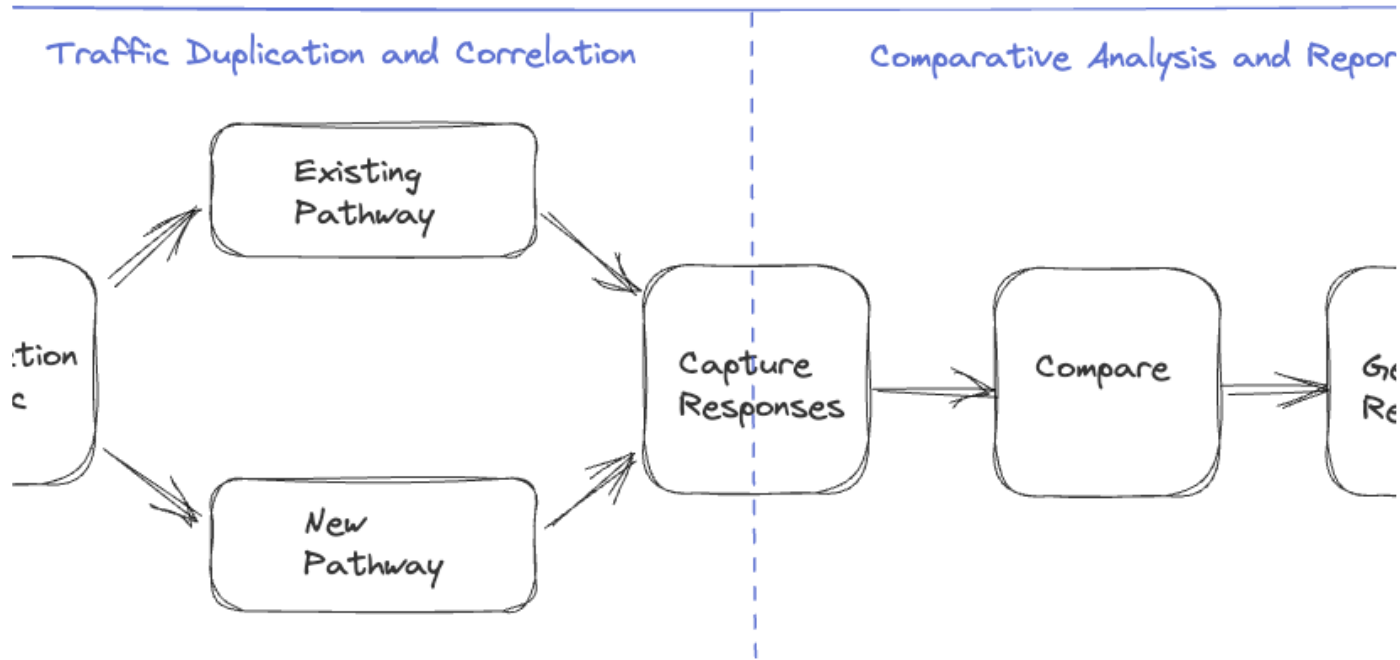 Traffic Duplication and Correlation
Comparative Analysis and Repor
Existing
Pathway
tion
c
New
Pathway
Capture
Responses
Compare
Ge
Re